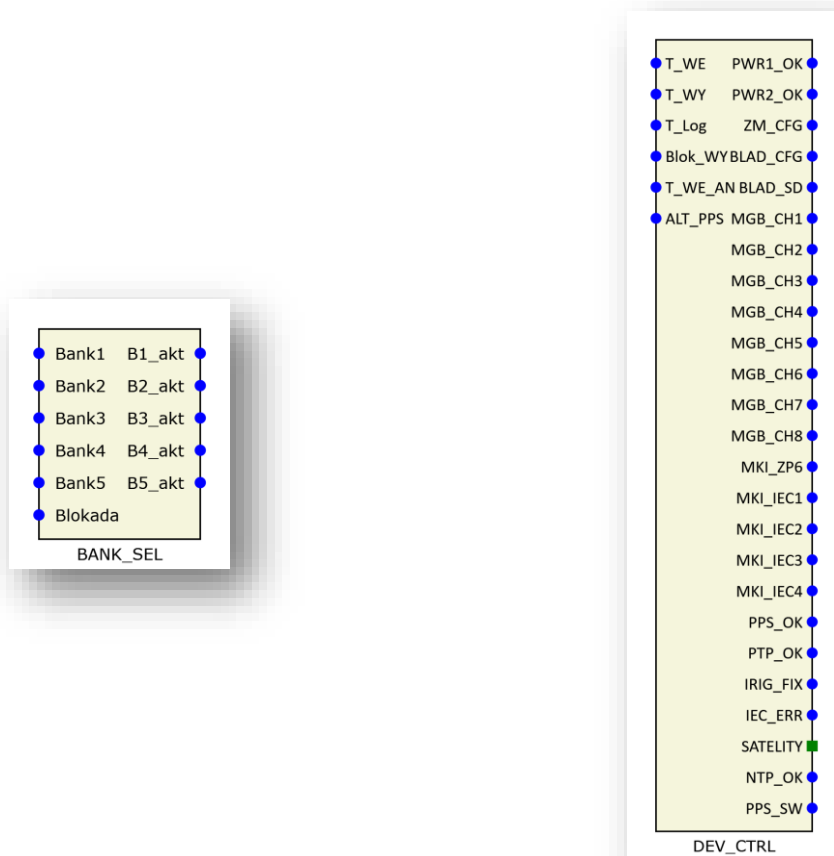 Bank1 B1_akt
Bank2 B2_akt
Bank3 B3_akt
Bank4 B4_akt
Bank5 B5_akt
Blokada
BANK_SEL
T_WE PWR1_OK
T_WY PWR2_OK
T_Log ZM_CFG
Blok_WY BLAD_CFG
T_WE_AN BLAD_SD
ALT_PPS MGB_CH1
MGB_CH2
MGB_CH3
MGB_CH4
MGB_CH5
MGB_CH6
MGB_CH7
MGB_CH8
MKI_ZP6
MKI_IEC1
MKI_IEC2
MKI_IEC3
MKI_IEC4
PPS_OK
PTP_OK
IRIG_FIX
IEC_ERR
SATELITY
NTP_OK
PPS_SW
DEV_CTRL